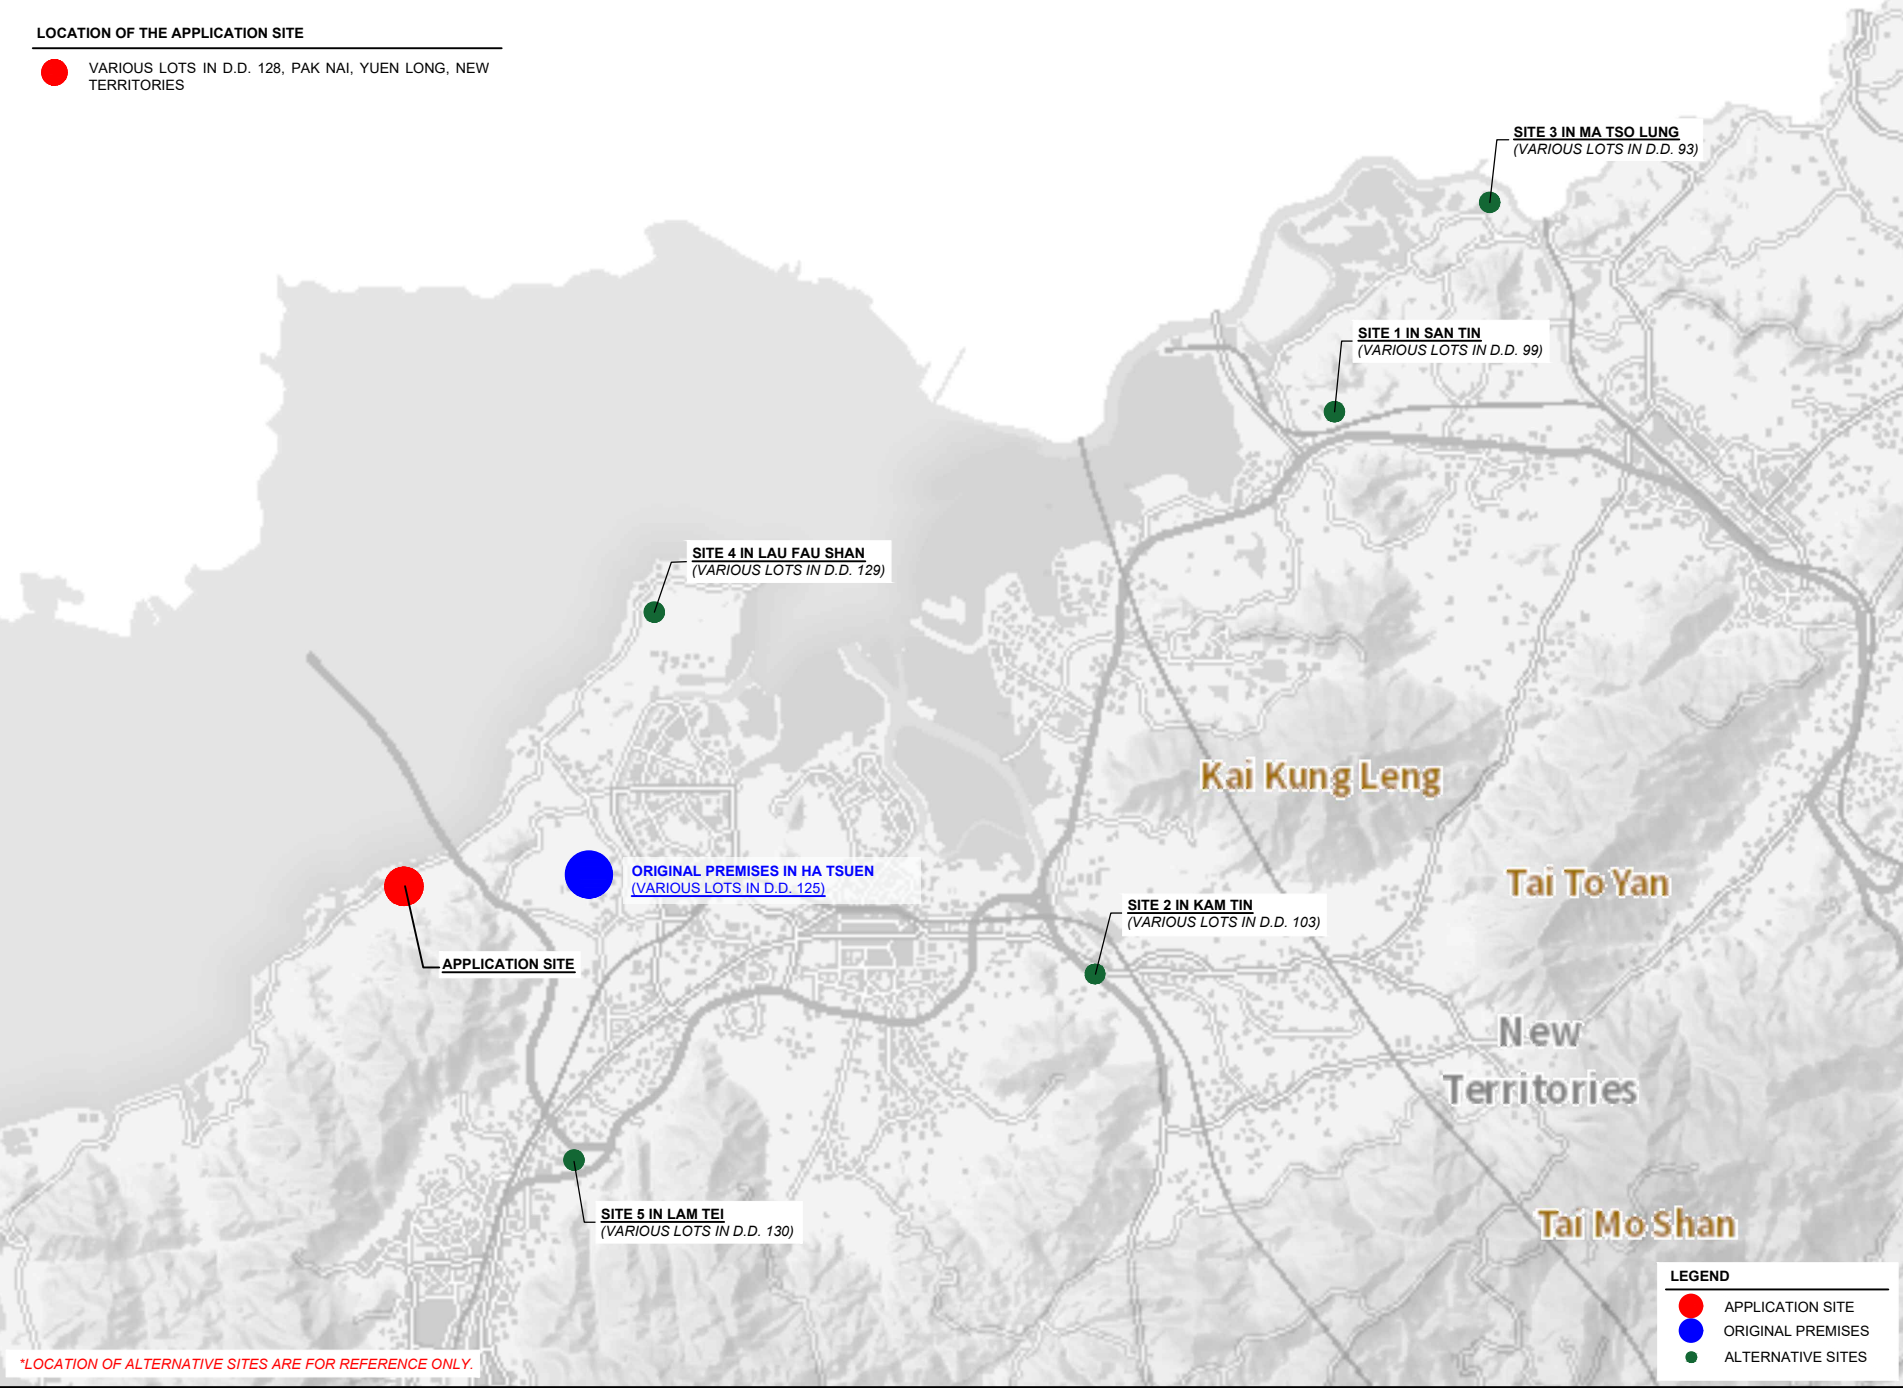 LOCATION OF THE APPLICATION SITE
VARIOUS LOTS IN D.D. 128, PAK NAI, YUEN LONG, NEW
TERRITORIES
SITE 3 IN MA TSO LUNG
(VARIOUS LOTS IN D.D. 93)
SITE 1 IN SAN TIN
(VARIOUS LOTS IN D.D. 99)
SITE 4 IN LAU FAU SHAN
(VARIOUS LOTS IN D.D. 129)
Kai Kung Leng
ORIGINAL PREMISES IN HA TSUEN
(VARIOUS LOTS IN D.D. 125)
Tai To Yan
SITE 2 IN KAM TIN
(VARIOUS LOTS IN D.D. 103)
APPLICATION SITE
New
Territories
SITE 5 IN LAM TEI
(VARIOUS LOTS IN D.D. 130)
Tai Mo Shan
LEGEND
APPLICATION SITE
ORIGINAL PREMISES
ALTERNATIVE SITES
*LOCATION OF ALTERNATIVE SITES ARE FOR REFERENCE ONLY.